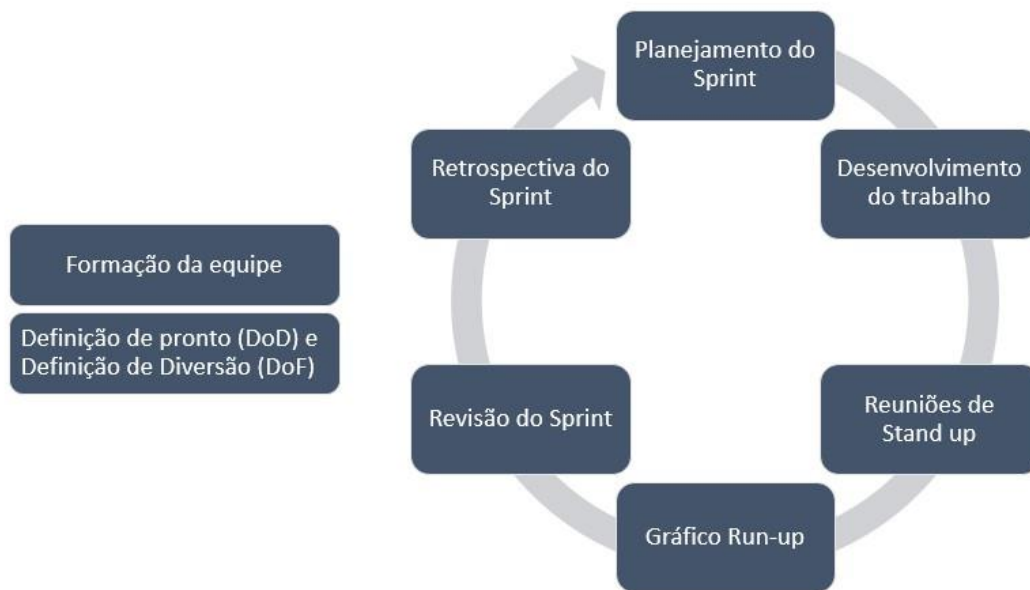 Formação da equipe
Definição de pronto (DoD) e
Definição de Diversão (DoF)
Planejamento do
Sprint
Desenvolvimento
do trabalho
Reuniões de
Stand up
Gráfico Run-up
Revisão do Sprint
Retrospectiva do
Sprint